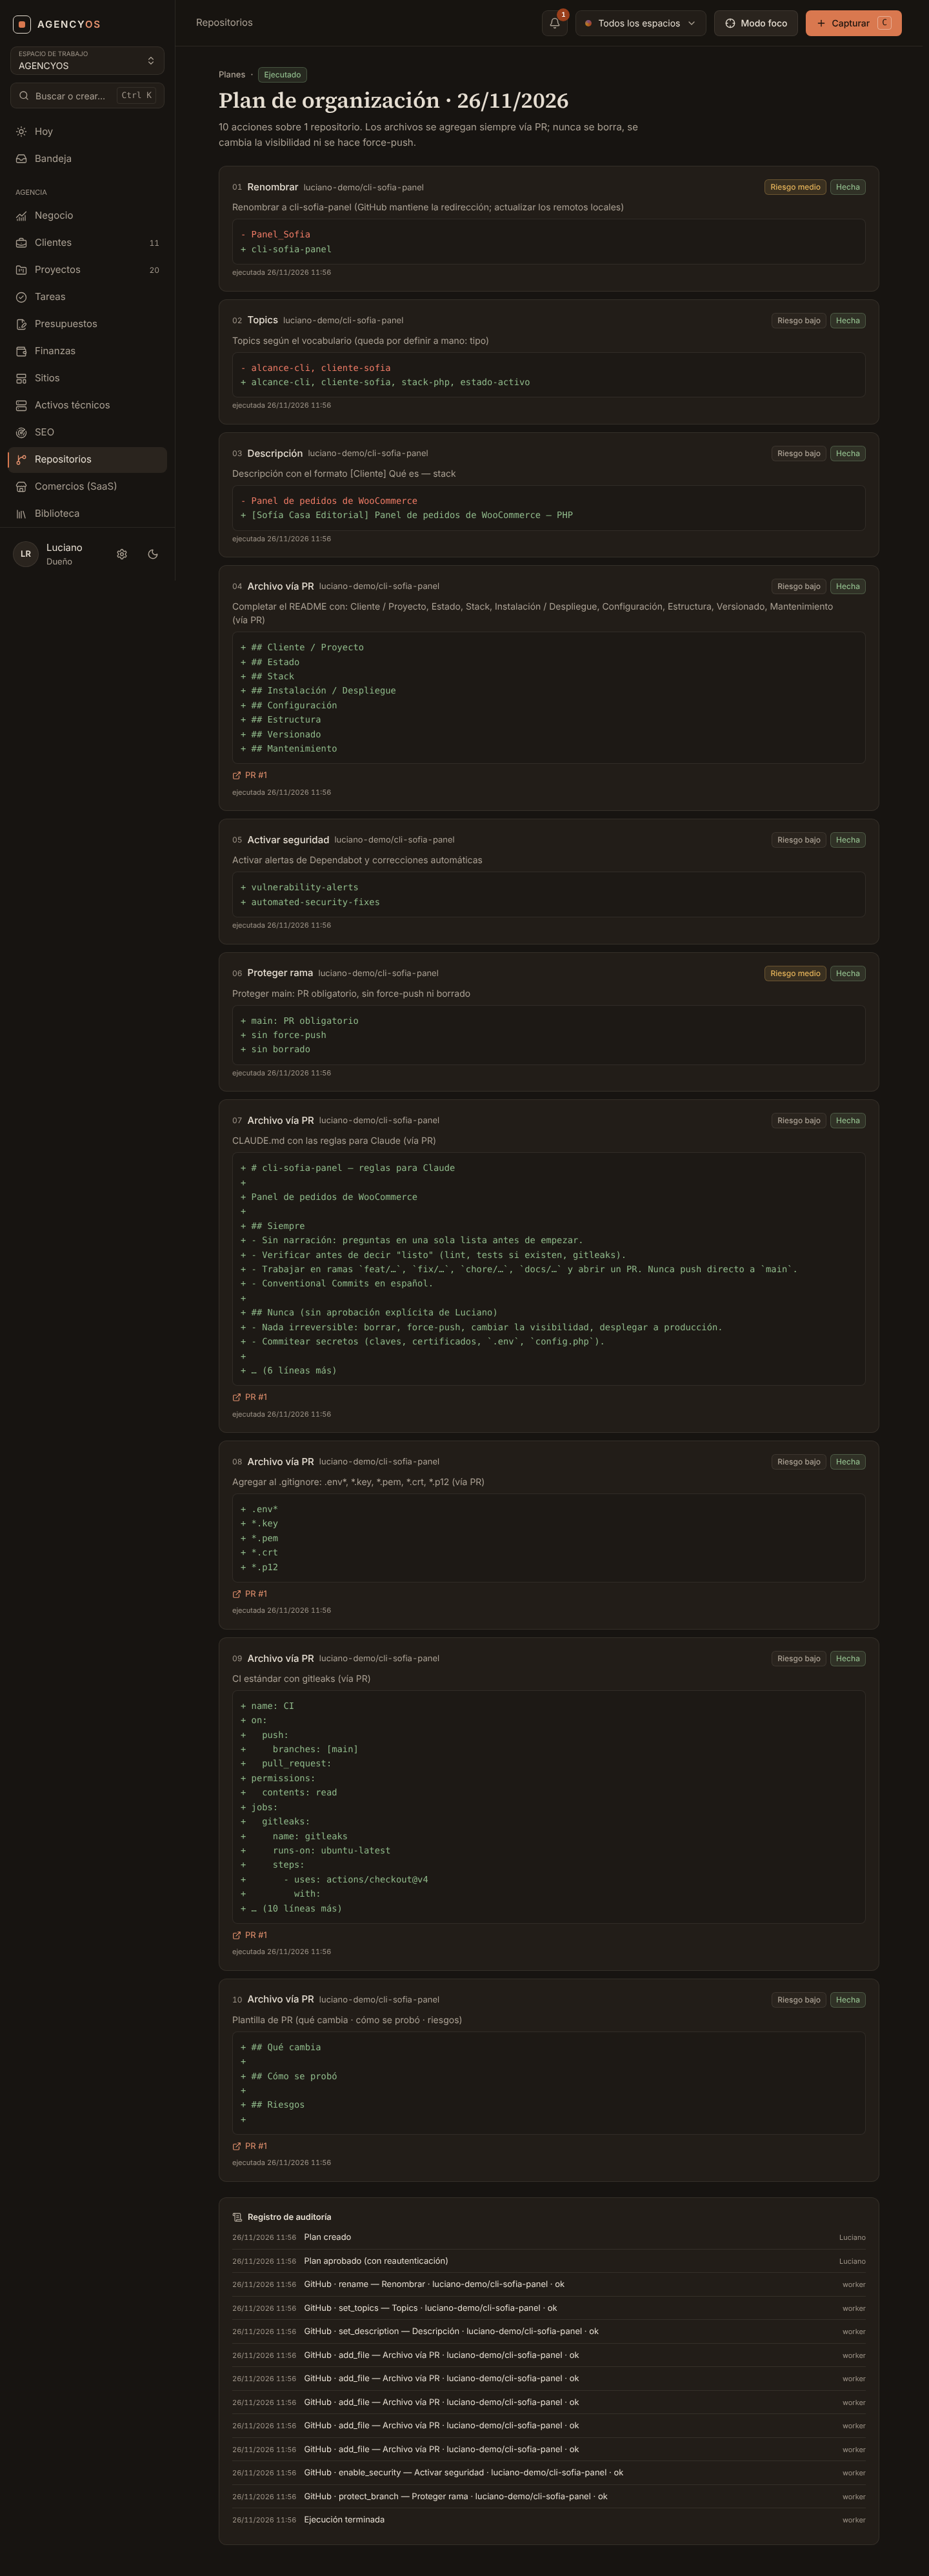 AGENCYOS
ESPACIO DE TRABAJO
AGENCYOS
Buscar o crear... Ctrl K
Hoy
Bandeja
AGENCIA
Negocio
Clientes 11
Proyectos 20
Tareas
Presupuestos
Finanzas
Sitios
Activos técnicos
SEO
Repositorios
Comercios (SaaS)
Biblioteca
LR
Luciano
Dueño
Repositorios
1
Todos los espacios
Modo foco
Capturar C
Planes · Ejecutado
Plan de organización · 26/11/2026
10 acciones sobre 1 repositorio. Los archivos se agregan siempre vía PR; nunca se borra, se
cambia la visibilidad ni se hace force-push.
01 Renombrar luciano-demo/cli-sofia-panel Riesgo medio Hecha
Renombrar a cli-sofia-panel (GitHub mantiene la redirección; actualizar los remotos locales)
- Panel_Sofia
+ cli-sofia-panel
ejecutada 26/11/2026 11:56
02 Topics luciano-demo/cli-sofia-panel Riesgo bajo Hecha
Topics según el vocabulario (queda por definir a mano: tipo)
- alcance-cli, cliente-sofia
+ alcance-cli, cliente-sofia, stack-php, estado-activo
ejecutada 26/11/2026 11:56
03 Descripción luciano-demo/cli-sofia-panel Riesgo bajo Hecha
Descripción con el formato [Cliente] Qué es — stack
- Panel de pedidos de WooCommerce
+ [Sofía Casa Editorial] Panel de pedidos de WooCommerce — PHP
ejecutada 26/11/2026 11:56
04 Archivo vía PR luciano-demo/cli-sofia-panel Riesgo bajo Hecha
Completar el README con: Cliente / Proyecto, Estado, Stack, Instalación / Despliegue, Configuración, Estructura, Versionado, Mantenimiento
(vía PR)
+ ## Cliente / Proyecto
+ ## Estado
+ ## Stack
+ ## Instalación / Despliegue
+ ## Configuración
+ ## Estructura
+ ## Versionado
+ ## Mantenimiento
PR #1
ejecutada 26/11/2026 11:56
05 Activar seguridad luciano-demo/cli-sofia-panel Riesgo bajo Hecha
Activar alertas de Dependabot y correcciones automáticas
+ vulnerability-alerts
+ automated-security-fixes
ejecutada 26/11/2026 11:56
06 Proteger rama luciano-demo/cli-sofia-panel Riesgo medio Hecha
Proteger main: PR obligatorio, sin force-push ni borrado
+ main: PR obligatorio
+ sin force-push
+ sin borrado
ejecutada 26/11/2026 11:56
07 Archivo vía PR luciano-demo/cli-sofia-panel Riesgo bajo Hecha
CLAUDE.md con las reglas para Claude (vía PR)
+ # cli-sofia-panel — reglas para Claude
+
+ Panel de pedidos de WooCommerce
+
+ ## Siempre
+ - Sin narración: preguntas en una sola lista antes de empezar.
+ - Verificar antes de decir "listo" (lint, tests si existen, gitleaks).
+ - Trabajar en ramas `feat/…`, `fix/…`, `chore/…`, `docs/…` y abrir un PR. Nunca push directo a `main`.
+ - Conventional Commits en español.
+
+ ## Nunca (sin aprobación explícita de Luciano)
+ - Nada irreversible: borrar, force-push, cambiar la visibilidad, desplegar a producción.
+ - Commitear secretos (claves, certificados, `.env`, `config.php`).
+
+ … (6 líneas más)
PR #1
ejecutada 26/11/2026 11:56
08 Archivo vía PR luciano-demo/cli-sofia-panel Riesgo bajo Hecha
Agregar al .gitignore: .env*, *.key, *.pem, *.crt, *.p12 (vía PR)
+ .env*
+ *.key
+ *.pem
+ *.crt
+ *.p12
PR #1
ejecutada 26/11/2026 11:56
09 Archivo vía PR luciano-demo/cli-sofia-panel Riesgo bajo Hecha
CI estándar con gitleaks (vía PR)
+ name: CI
+ on:
+   push:
+     branches: [main]
+   pull_request:
+ permissions:
+   contents: read
+ jobs:
+   gitleaks:
+     name: gitleaks
+     runs-on: ubuntu-latest
+     steps:
+       - uses: actions/checkout@v4
+         with:
+ … (10 líneas más)
PR #1
ejecutada 26/11/2026 11:56
10 Archivo vía PR luciano-demo/cli-sofia-panel Riesgo bajo Hecha
Plantilla de PR (qué cambia · cómo se probó · riesgos)
+ ## Qué cambia
+
+ ## Cómo se probó
+
+ ## Riesgos
+
PR #1
ejecutada 26/11/2026 11:56
Registro de auditoría
26/11/2026 11:56 Plan creado Luciano
26/11/2026 11:56 Plan aprobado (con reautenticación) Luciano
26/11/2026 11:56 GitHub · rename — Renombrar · luciano-demo/cli-sofia-panel · ok worker
26/11/2026 11:56 GitHub · set_topics — Topics · luciano-demo/cli-sofia-panel · ok worker
26/11/2026 11:56 GitHub · set_description — Descripción · luciano-demo/cli-sofia-panel · ok worker
26/11/2026 11:56 GitHub · add_file — Archivo vía PR · luciano-demo/cli-sofia-panel · ok worker
26/11/2026 11:56 GitHub · add_file — Archivo vía PR · luciano-demo/cli-sofia-panel · ok worker
26/11/2026 11:56 GitHub · add_file — Archivo vía PR · luciano-demo/cli-sofia-panel · ok worker
26/11/2026 11:56 GitHub · add_file — Archivo vía PR · luciano-demo/cli-sofia-panel · ok worker
26/11/2026 11:56 GitHub · add_file — Archivo vía PR · luciano-demo/cli-sofia-panel · ok worker
26/11/2026 11:56 GitHub · enable_security — Activar seguridad · luciano-demo/cli-sofia-panel · ok worker
26/11/2026 11:56 GitHub · protect_branch — Proteger rama · luciano-demo/cli-sofia-panel · ok worker
26/11/2026 11:56 Ejecución terminada worker